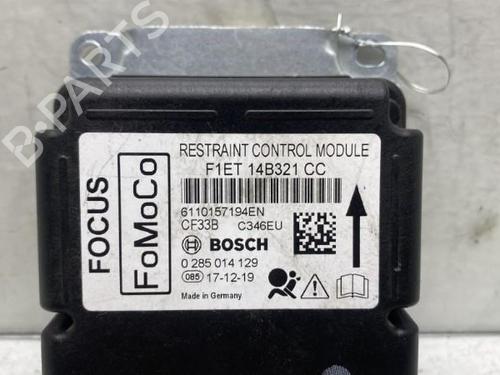 B-PARTS
FOCUS
FoMoCo
RESTRAINT CONTROL MODULE
F1ET 14B321 CC
6110157194EN
CF33B C346EU
BOSCH
0 285 014 129
085 17-12-19
Made in Germany